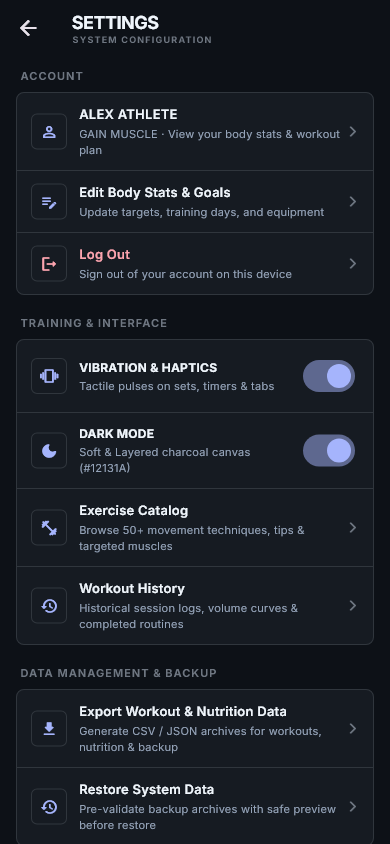 SETTINGS
SYSTEM CONFIGURATION
ACCOUNT
ALEX ATHLETE
GAIN MUSCLE · View your body stats & workout
plan
Edit Body Stats & Goals
Update targets, training days, and equipment
Log Out
Sign out of your account on this device
TRAINING & INTERFACE
VIBRATION & HAPTICS
Tactile pulses on sets, timers & tabs
DARK MODE
Soft & Layered charcoal canvas
(#12131A)
Exercise Catalog
Browse 50+ movement techniques, tips &
targeted muscles
Workout History
Historical session logs, volume curves &
completed routines
DATA MANAGEMENT & BACKUP
Export Workout & Nutrition Data
Generate CSV / JSON archives for workouts,
nutrition & backup
Restore System Data
Pre-validate backup archives with safe preview
before restore